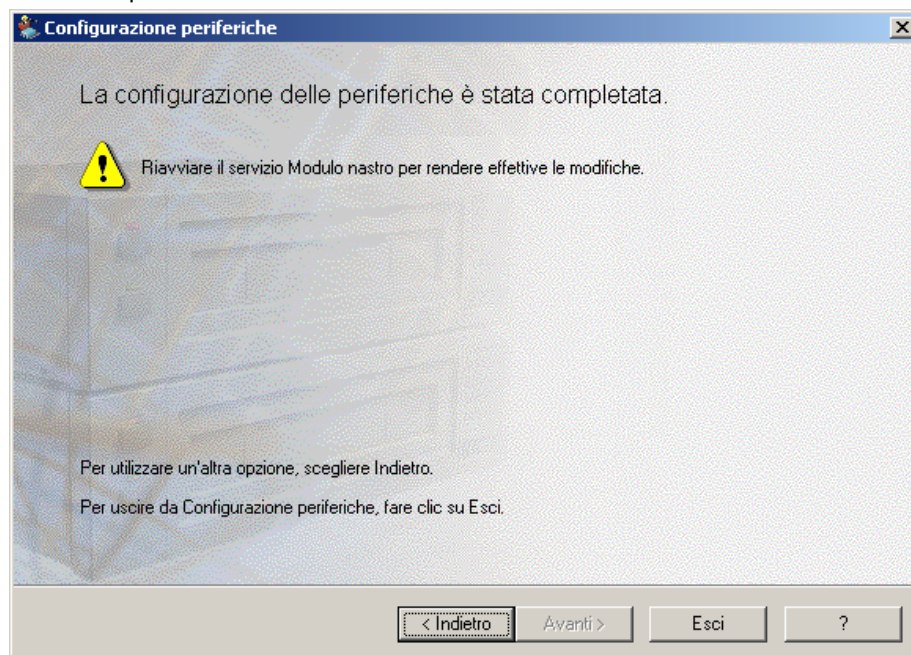 Configurazione periferiche
La configurazione delle periferiche è stata completata.
Riavviare il servizio Modulo nastro per rendere effettive le modifiche.
Per utilizzare un'altra opzione, scegliere Indietro.
Per uscire da Configurazione periferiche, fare clic su Esci.
< Indietro Avanti > Esci ?